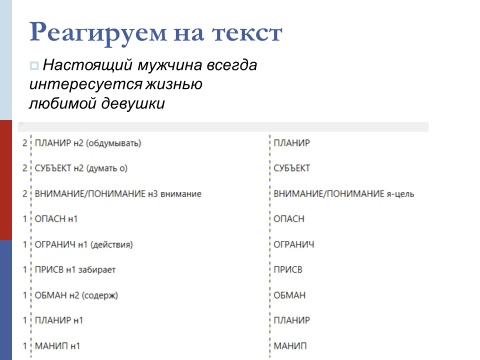 Реагируем на текст
Настоящий мужчина всегда
интересуется жизнью
любимой девушки
2 ПЛАНИР н2 (обдумывать) ПЛАНИР
2 СУБЪЕКТ н2 (думать о) СУБЪЕКТ
2 ВНИМАНИЕ/ПОНИМАНИЕ н3 внимание ВНИМАНИЕ/ПОНИМАНИЕ я-цель
1 ОПАСН н1 ОПАСН
1 ОГРАНИЧ н1 (действия) ОГРАНИЧ
1 ПРИСВ н1 забирает ПРИСВ
1 ОБМАН н2 (содерж) ОБМАН
1 ПЛАНИР н1 ПЛАНИР
1 МАНИП н1 МАНИП